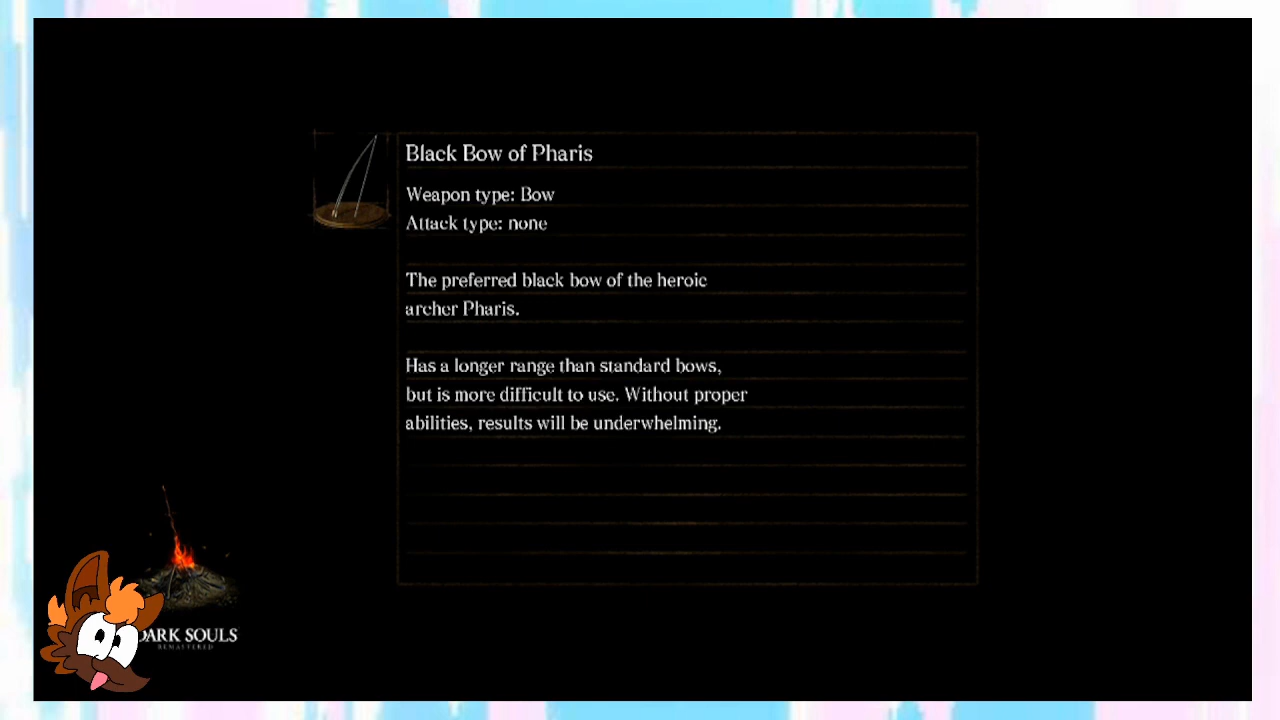 Black Bow of Pharis
Weapon type: Bow
Attack type: none
The preferred black bow of the heroic
archer Pharis.
Has a longer range than standard bows,
but is more difficult to use. Without proper
abilities, results will be underwhelming.
DARK SOULS
REMASTERED